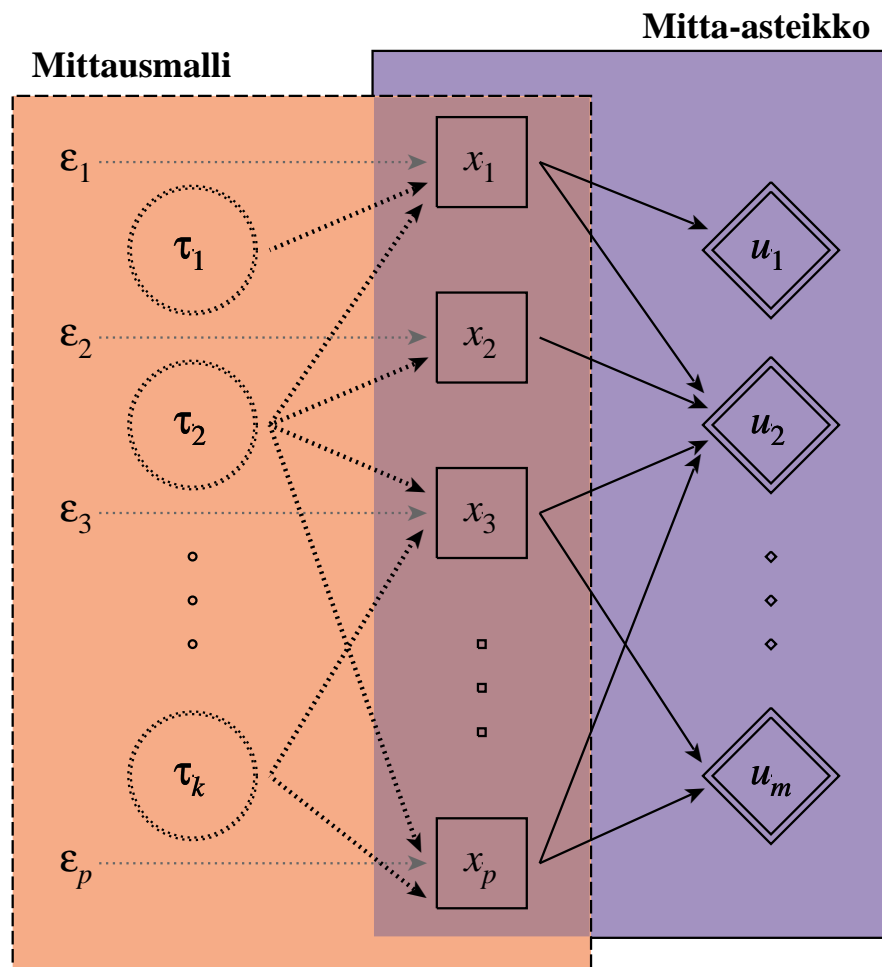 Mitta-asteikko
Mittausmalli
ε1 x1
τ1 u1
ε2 x2
τ2 u2
ε3 x3
τk um
εp xp